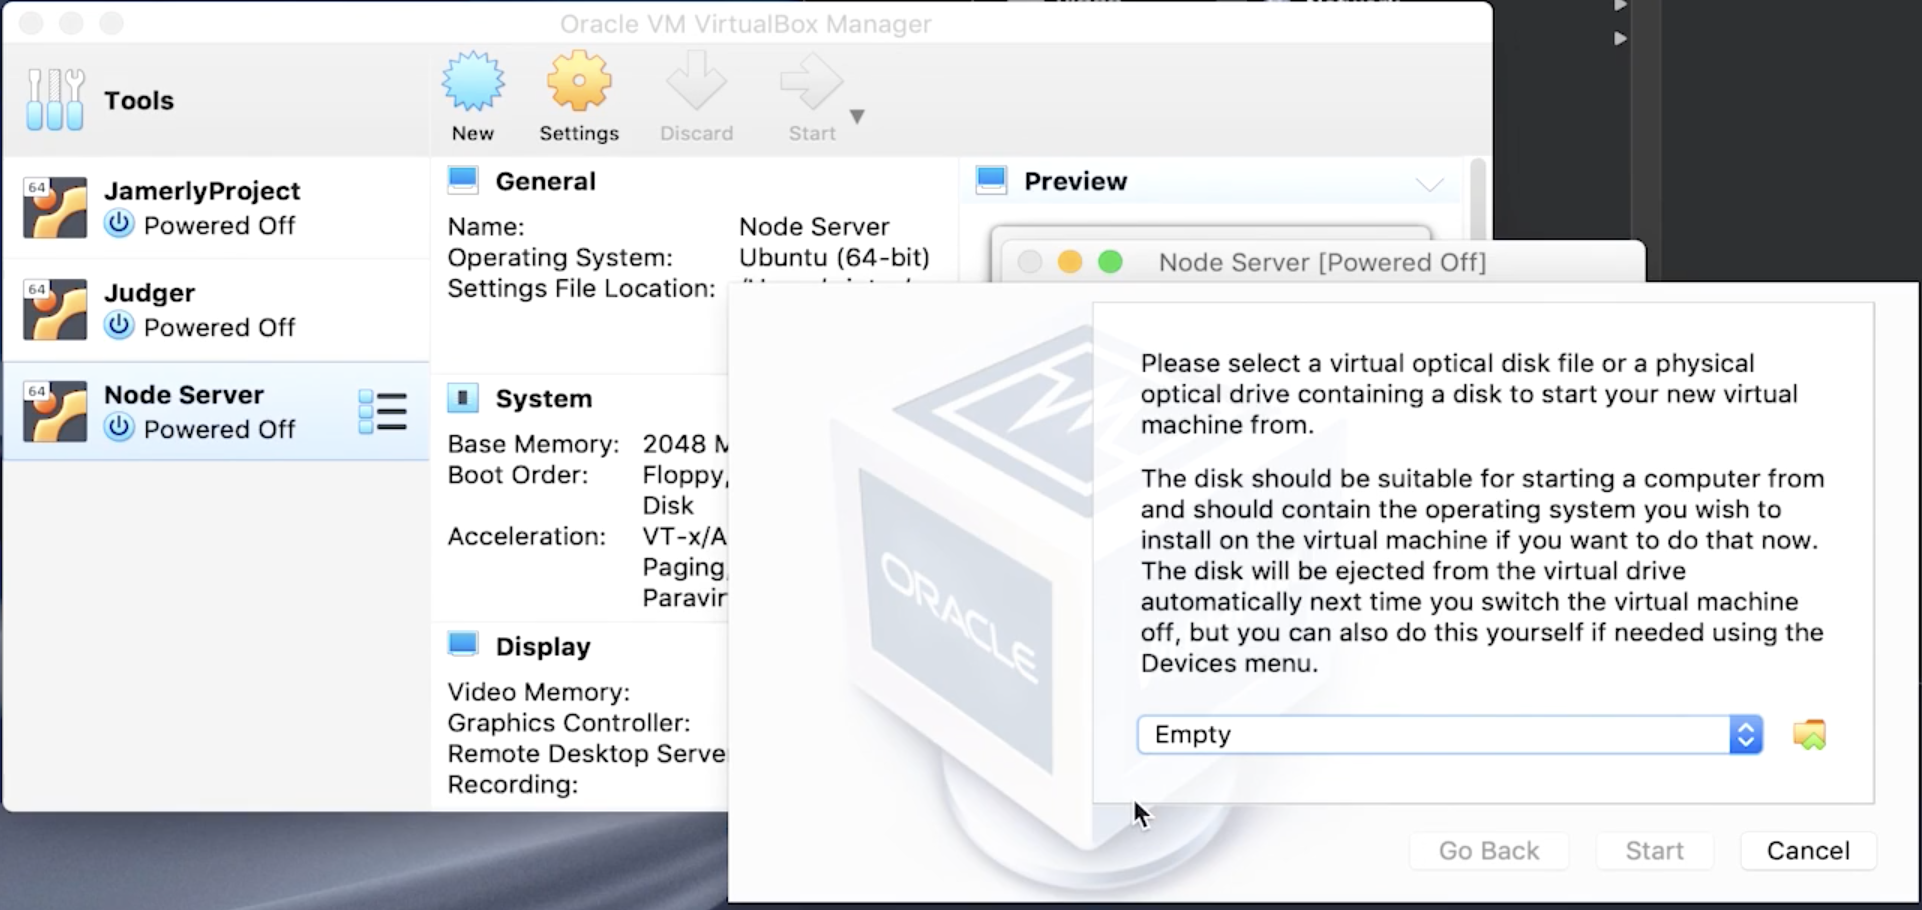 Oracle VM VirtualBox Manager
Tools
New
Settings
Discard
Start
64
JamerlyProject
Powered Off
64
Judger
Powered Off
64
Node Server
Powered Off
General
Name: Node Server
Operating System: Ubuntu (64-bit)
Settings File Location:
System
Base Memory: 2048 M
Boot Order: Floppy,
Disk
Acceleration: VT-x/A
Paging,
Paravir
Display
Video Memory:
Graphics Controller:
Remote Desktop Serve
Recording:
Preview
Node Server [Powered Off]
ORACLE
Please select a virtual optical disk file or a physical
optical drive containing a disk to start your new virtual
machine from.
The disk should be suitable for starting a computer from
and should contain the operating system you wish to
install on the virtual machine if you want to do that now.
The disk will be ejected from the virtual drive
automatically next time you switch the virtual machine
off, but you can also do this yourself if needed using the
Devices menu.
Empty
Go Back
Start
Cancel